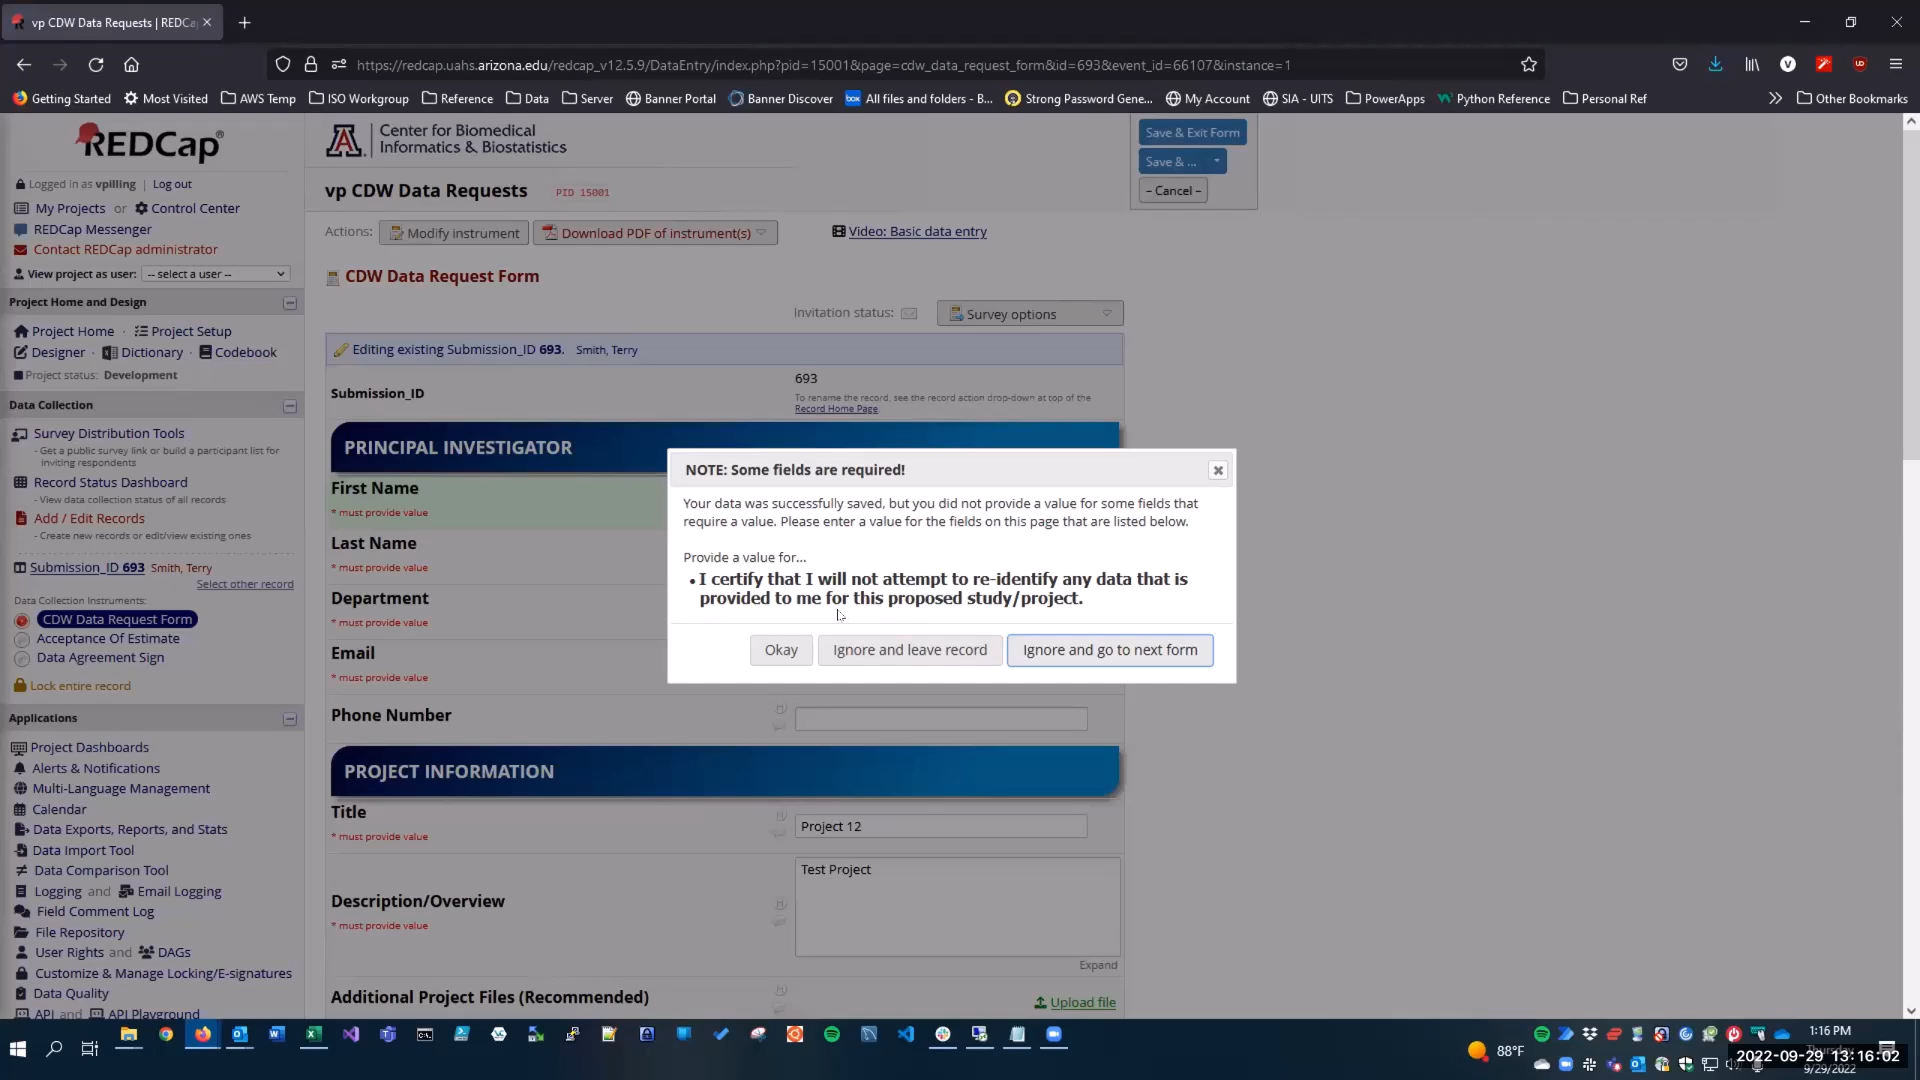 vp CDW Data Requests | REDCa
https://redcap.uahs.arizona.edu/redcap_v12.5.9/DataEntry/index.php?pid=15001&page=cdw_data_request_form&id=693&event_id=66107&instance=1
Getting Started
Most Visited
AWS Temp
ISO Workgroup
Reference
Data
Server
Banner Portal
Banner Discover
All files and folders - B...
Strong Password Gene...
My Account
SIA - UITS
PowerApps
Python Reference
Personal Ref
Other Bookmarks
REDCap®
Logged in as vpilling | Log out
My Projects or Control Center
REDCap Messenger
Contact REDCap administrator
View project as user: -- select a user --
Project Home and Design
Project Home · Project Setup
Designer · Dictionary · Codebook
Project status: Development
Data Collection
Survey Distribution Tools
- Get a public survey link or build a participant list for
inviting respondents
Record Status Dashboard
- View data collection status of all records
Add / Edit Records
- Create new records or edit/view existing ones
Submission_ID 693 Smith, Terry
Select other record
Data Collection Instruments:
CDW Data Request Form
Acceptance Of Estimate
Data Agreement Sign
Lock entire record
Applications
Project Dashboards
Alerts & Notifications
Multi-Language Management
Calendar
Data Exports, Reports, and Stats
Data Import Tool
Data Comparison Tool
Logging and Email Logging
Field Comment Log
File Repository
User Rights and DAGs
Customize & Manage Locking/E-signatures
Data Quality
API and API Playground
A
Center for Biomedical
Informatics & Biostatistics
vp CDW Data Requests PID 15001
Save & Exit Form
Save & ...
– Cancel –
Actions: Modify instrument Download PDF of instrument(s) Video: Basic data entry
CDW Data Request Form
Invitation status: Survey options
Editing existing Submission_ID 693. Smith, Terry
Submission_ID
693
To rename the record, see the record action drop-down at top of the
Record Home Page.
PRINCIPAL INVESTIGATOR
First Name
* must provide value
Last Name
* must provide value
Department
* must provide value
Email
* must provide value
Phone Number
PROJECT INFORMATION
Title
* must provide value
Project 12
Description/Overview
* must provide value
Test Project
Expand
Additional Project Files (Recommended)
Upload file
NOTE: Some fields are required!
Your data was successfully saved, but you did not provide a value for some fields that
require a value. Please enter a value for the fields on this page that are listed below.
Provide a value for...
• I certify that I will not attempt to re-identify any data that is
provided to me for this proposed study/project.
Okay
Ignore and leave record
Ignore and go to next form
88°F
1:16 PM
Thursday
2022-09-29 13:16:02
9/29/2022